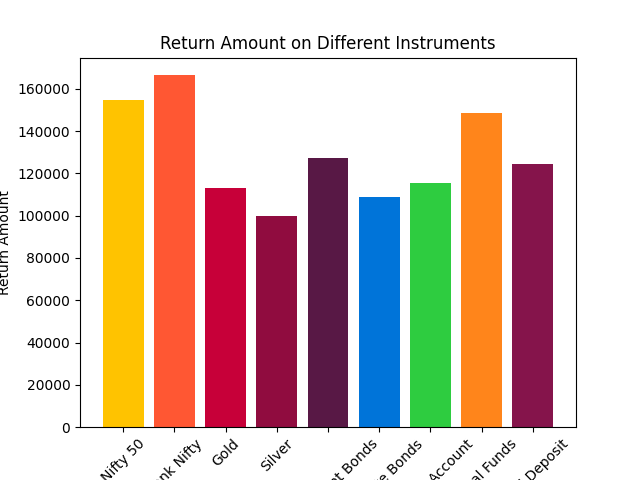 Return Amount on Different Instruments
Return Amount
160000
140000
120000
100000
80000
60000
40000
20000
0
Nifty 50
Nifty
Gold
Silver
Bonds
Bonds
Account
Funds
Deposit